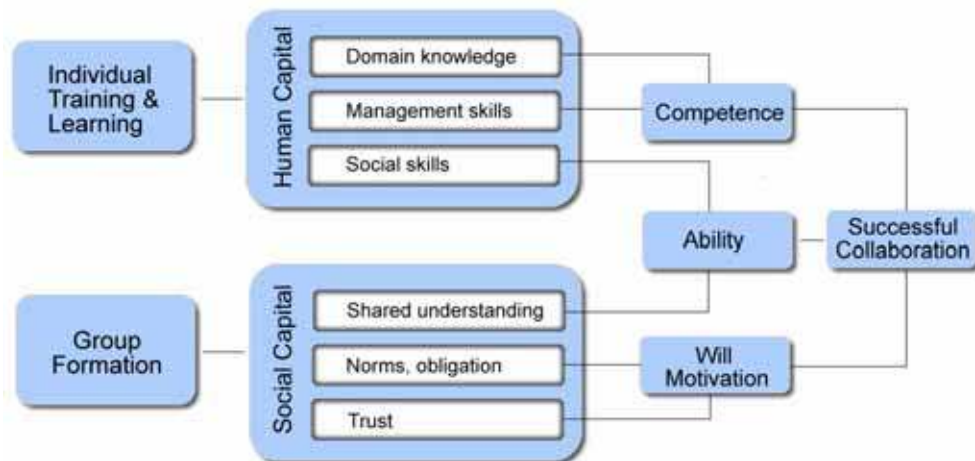 Individual
Training &
Learning
Human Capital
Domain knowledge
Management skills
Social skills
Competence
Ability
Successful
Collaboration
Group
Formation
Social Capital
Shared understanding
Norms, obligation
Trust
Will
Motivation